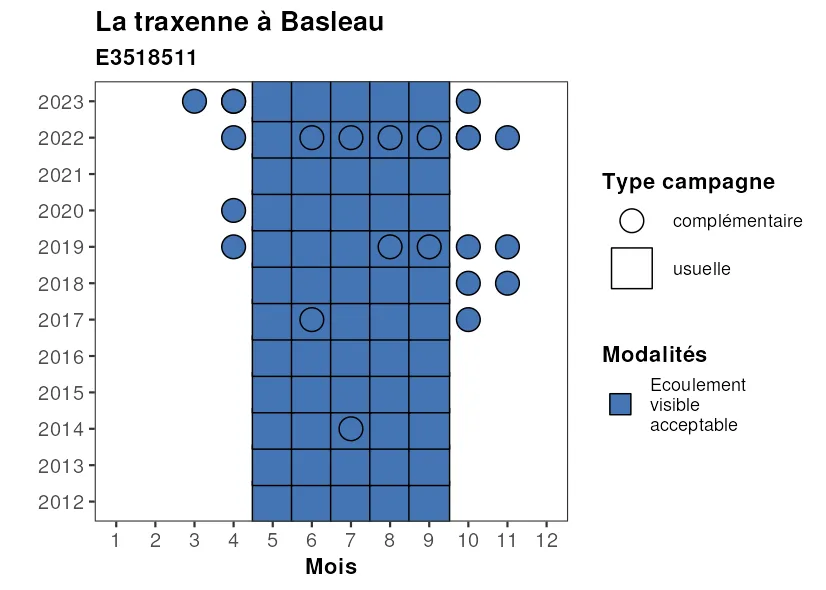 La traxenne à Basleau
E3518511
2023
2022
2021
2020
2019
2018
2017
2016
2015
2014
2013
2012
1 2 3 4 5 6 7 8 9 10 11 12
Mois
Type campagne
complémentaire
usuelle
Modalités
Ecoulement
visible
acceptable